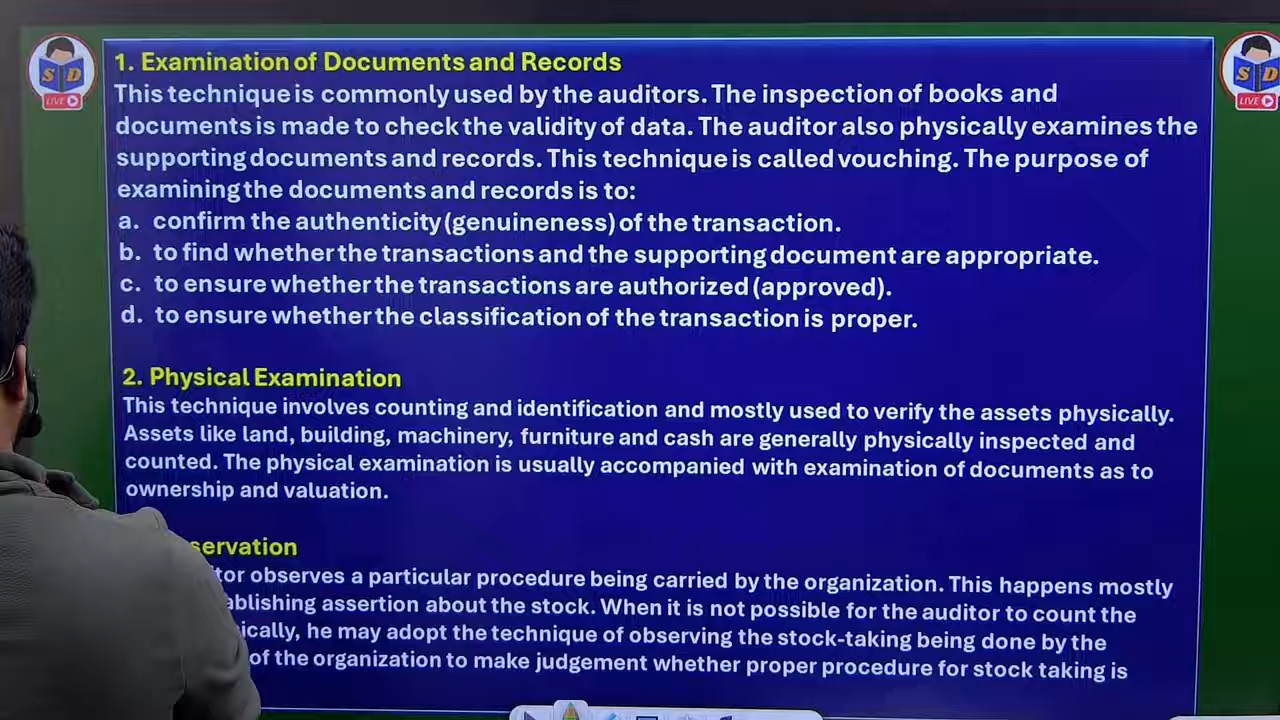 S D
LIVE
S D
LIVE
1. Examination of Documents and Records
This technique is commonly used by the auditors. The inspection of books and
documents is made to check the validity of data. The auditor also physically examines the
supporting documents and records. This technique is called vouching. The purpose of
examining the documents and records is to:
a. confirm the authenticity (genuineness) of the transaction.
b. to find whether the transactions and the supporting document are appropriate.
c. to ensure whether the transactions are authorized (approved).
d. to ensure whether the classification of the transaction is proper.
2. Physical Examination
This technique involves counting and identification and mostly used to verify the assets physically.
Assets like land, building, machinery, furniture and cash are generally physically inspected and
counted. The physical examination is usually accompanied with examination of documents as to
ownership and valuation.
servation
tor observes a particular procedure being carried by the organization. This happens mostly
ablishing assertion about the stock. When it is not possible for the auditor to count the
ically, he may adopt the technique of observing the stock-taking being done by the
of the organization to make judgement whether proper procedure for stock taking is